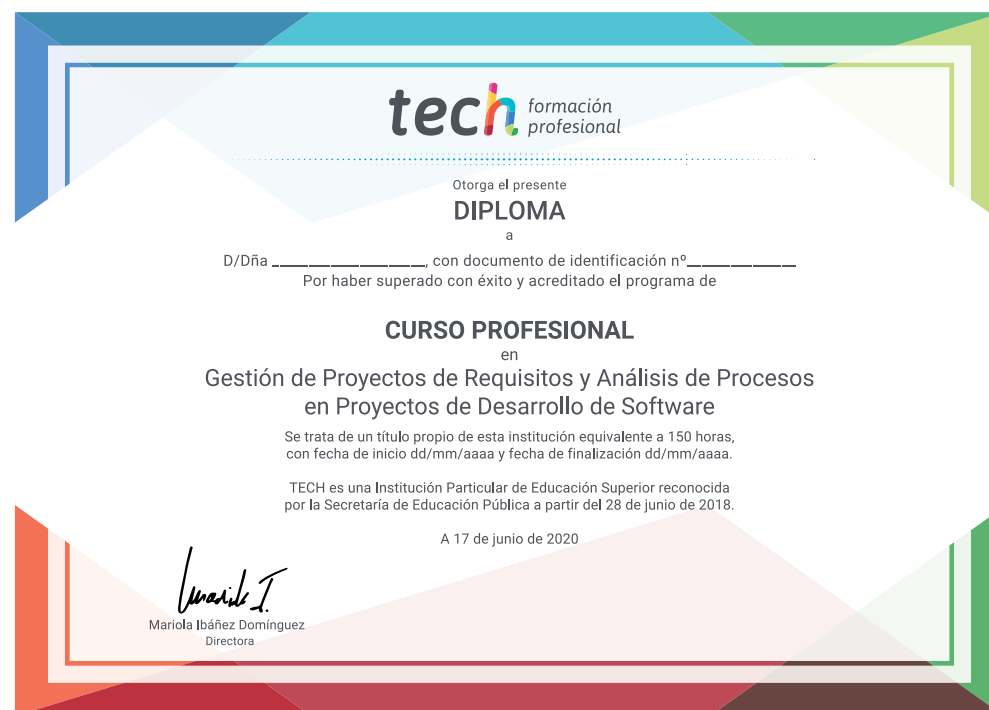 tech formación
profesional
Otorga el presente
DIPLOMA
a
D/Dña ____________________, con documento de identificación nº______________
Por haber superado con éxito y acreditado el programa de
CURSO PROFESIONAL
en
Gestión de Proyectos de Requisitos y Análisis de Procesos
en Proyectos de Desarrollo de Software
Se trata de un título propio de esta institución equivalente a 150 horas,
con fecha de inicio dd/mm/aaaa y fecha de finalización dd/mm/aaaa.
TECH es una Institución Particular de Educación Superior reconocida
por la Secretaría de Educación Pública a partir del 28 de junio de 2018.
A 17 de junio de 2020
Mariola Ibáñez Domínguez
Directora